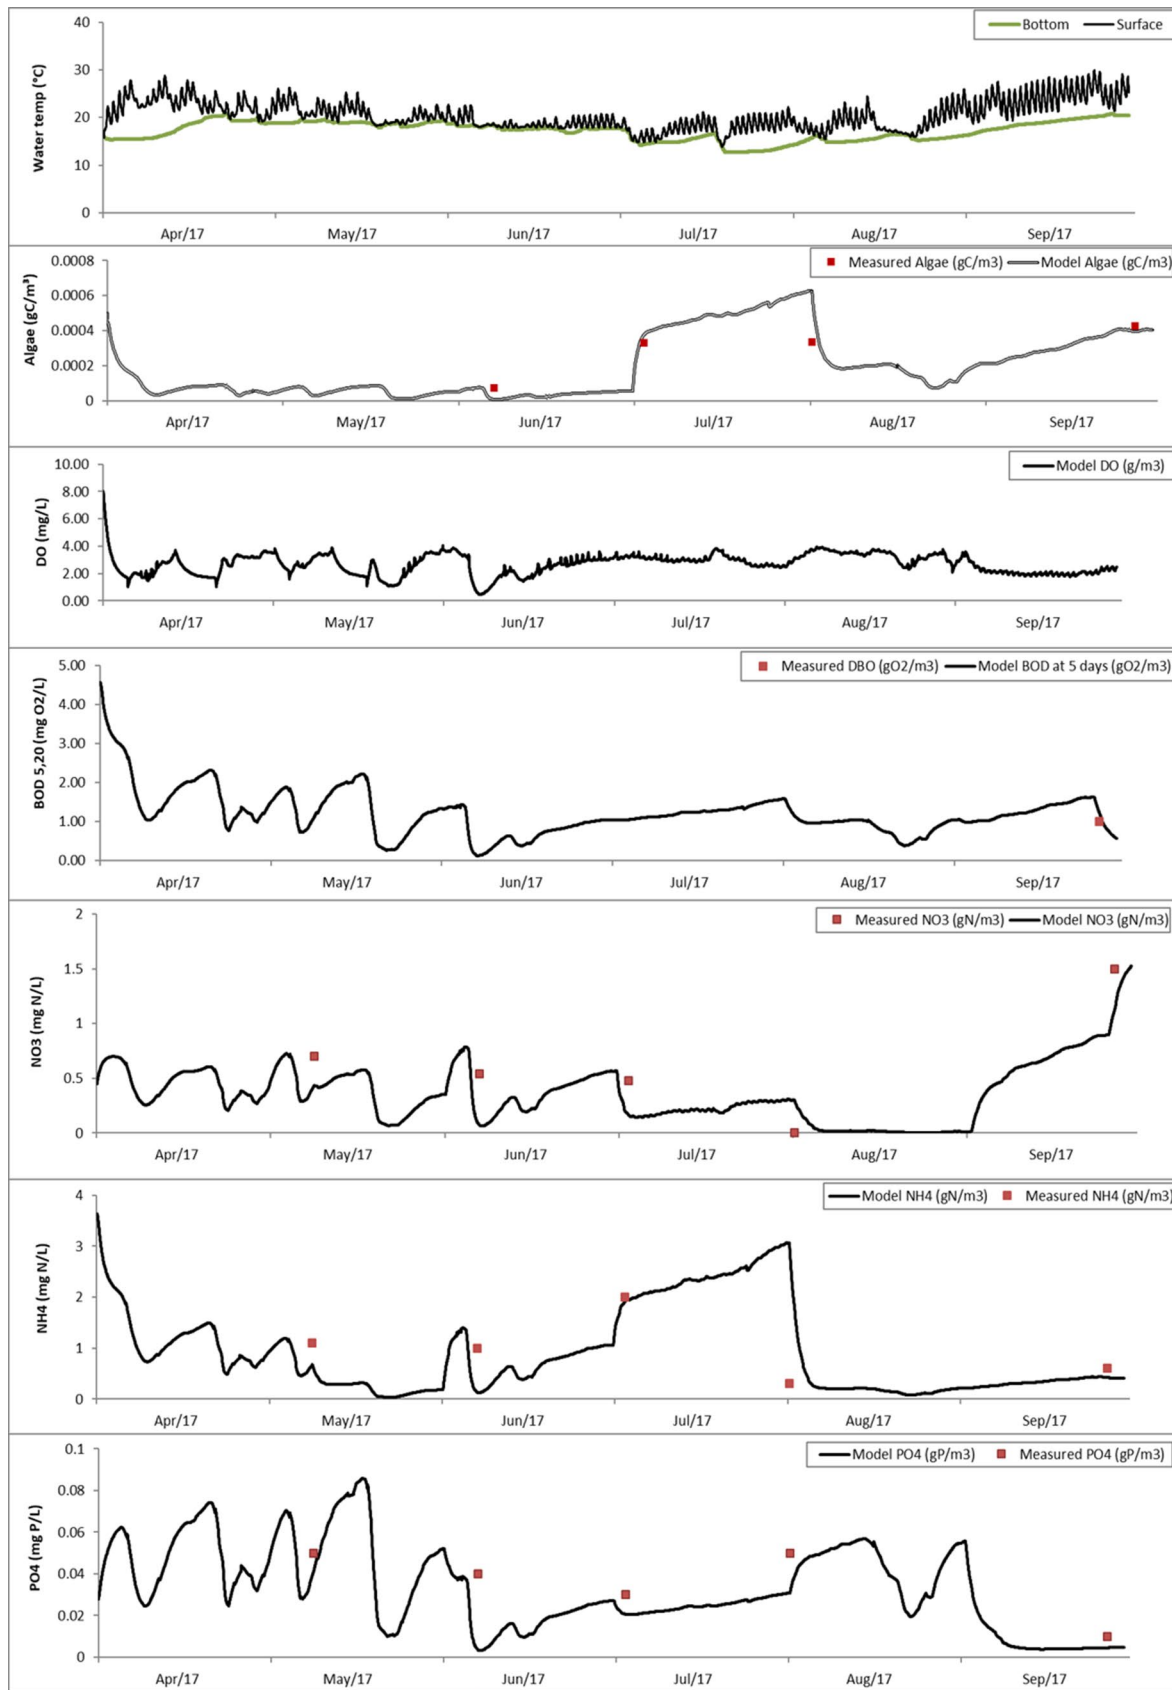 Bottom Surface
Water temp (°C)
40
30
20
10
0
Apr/17 May/17 Jun/17 Jul/17 Aug/17 Sep/17
Measured Algae (gC/m3) Model Algae (gC/m3)
Algae (gC/m³)
0.0008
0.0006
0.0004
0.0002
0
Apr/17 May/17 Jun/17 Jul/17 Aug/17 Sep/17
Model DO (g/m3)
DO (mg/L)
10.00
8.00
6.00
4.00
2.00
0.00
Apr/17 May/17 Jun/17 Jul/17 Aug/17 Sep/17
Measured DBO (gO2/m3) Model BOD at 5 days (gO2/m3)
BOD 5,20 (mg O2/L)
5.00
4.00
3.00
2.00
1.00
0.00
Apr/17 May/17 Jun/17 Jul/17 Aug/17 Sep/17
Measured NO3 (gN/m3) Model NO3 (gN/m3)
NO3 (mg N/L)
2
1.5
1
0.5
0
Apr/17 May/17 Jun/17 Jul/17 Aug/17 Sep/17
Model NH4 (gN/m3) Measured NH4 (gN/m3)
NH4 (mg N/L)
4
3
2
1
0
Apr/17 May/17 Jun/17 Jul/17 Aug/17 Sep/17
Model PO4 (gP/m3) Measured PO4 (gP/m3)
PO4 (mg P/L)
0.1
0.08
0.06
0.04
0.02
0
Apr/17 May/17 Jun/17 Jul/17 Aug/17 Sep/17